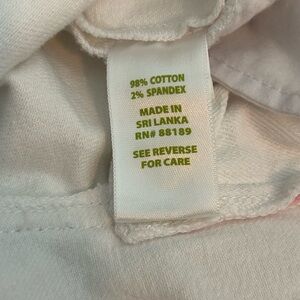 98% COTTON
2% SPANDEX
MADE IN
SRI LANKA
RN# 88189
SEE REVERSE
FOR CARE